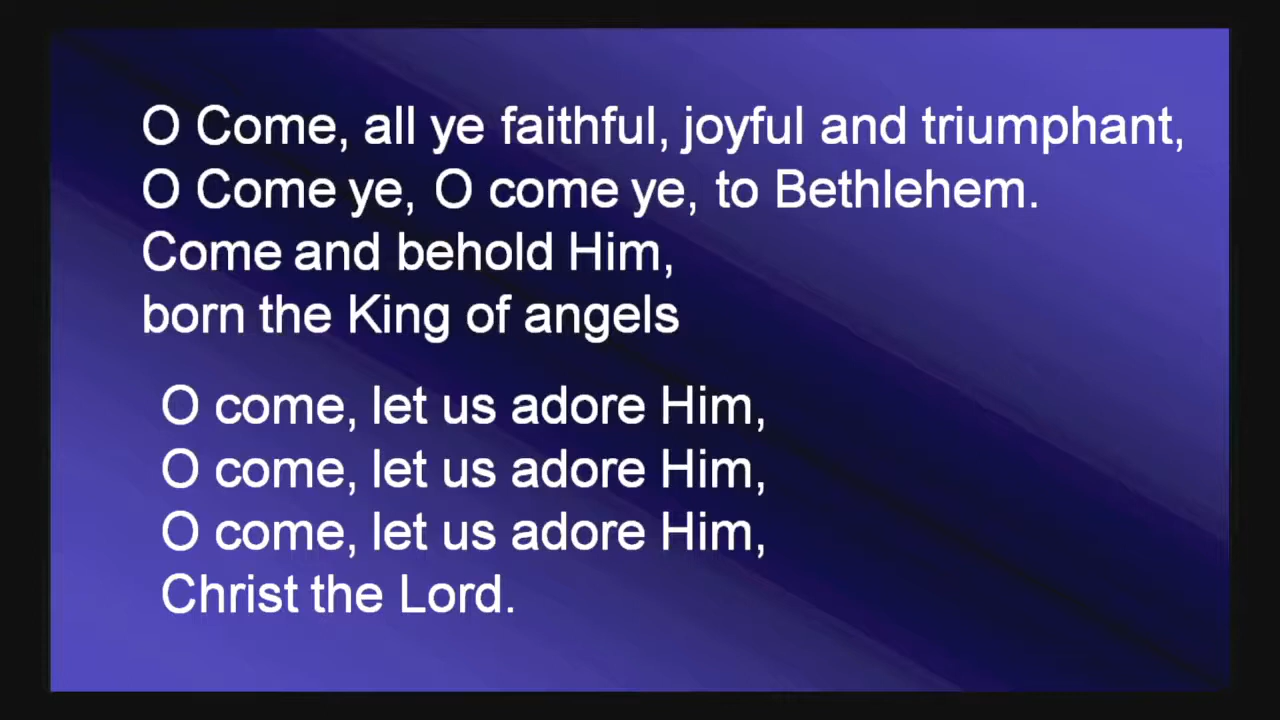 O Come, all ye faithful, joyful and triumphant,
O Come ye, O come ye, to Bethlehem.
Come and behold Him,
born the King of angels
O come, let us adore Him,
O come, let us adore Him,
O come, let us adore Him,
Christ the Lord.